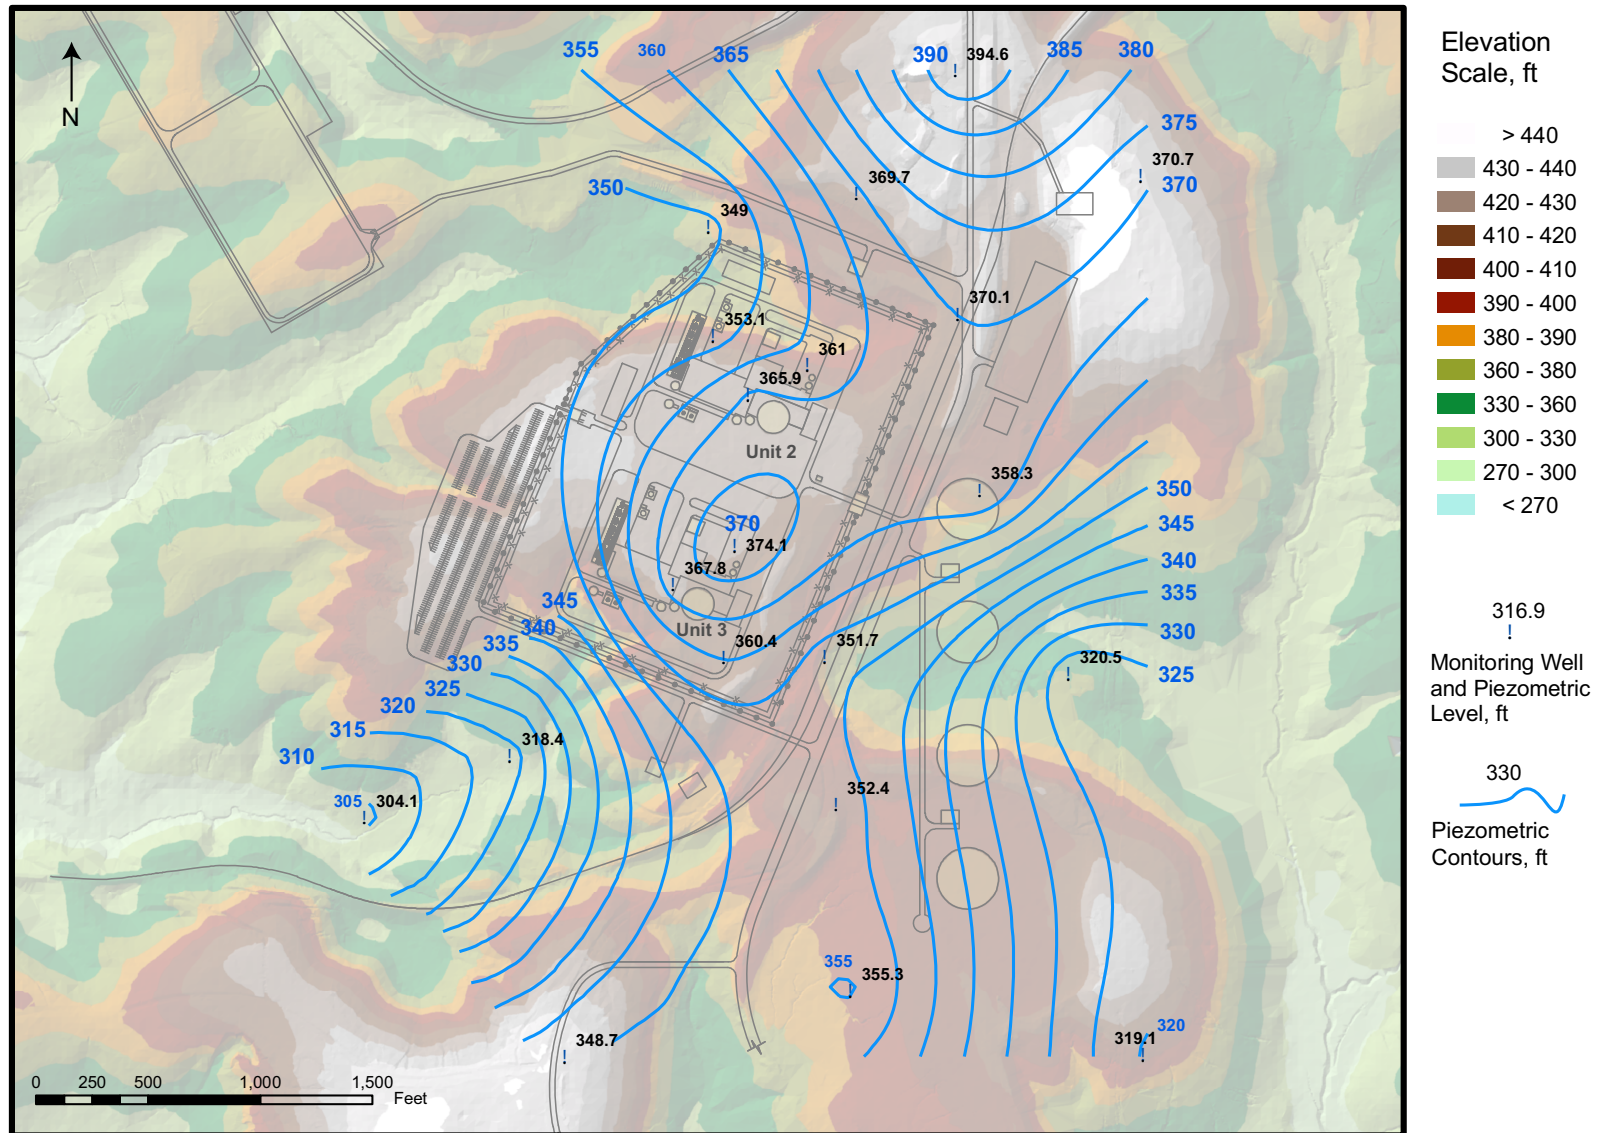 355
360
365
390
394.6
385
380
375
370.7
370
369.7
N
350
349
370.1
353.1
361
365.9
Unit 2
358.3
350
345
340
335
330
325
370
374.1
367.8
Unit 3
360.4
351.7
320.5
345
340
335
330
325
320
315
310
318.4
305
304.1
352.4
355
355.3
348.7
319.1
320
0 250 500 1,000 1,500
Feet
Elevation
Scale, ft
> 440
430 - 440
420 - 430
410 - 420
400 - 410
390 - 400
380 - 390
360 - 380
330 - 360
300 - 330
270 - 300
< 270
316.9
Monitoring Well
and Piezometric
Level, ft
330
Piezometric
Contours, ft